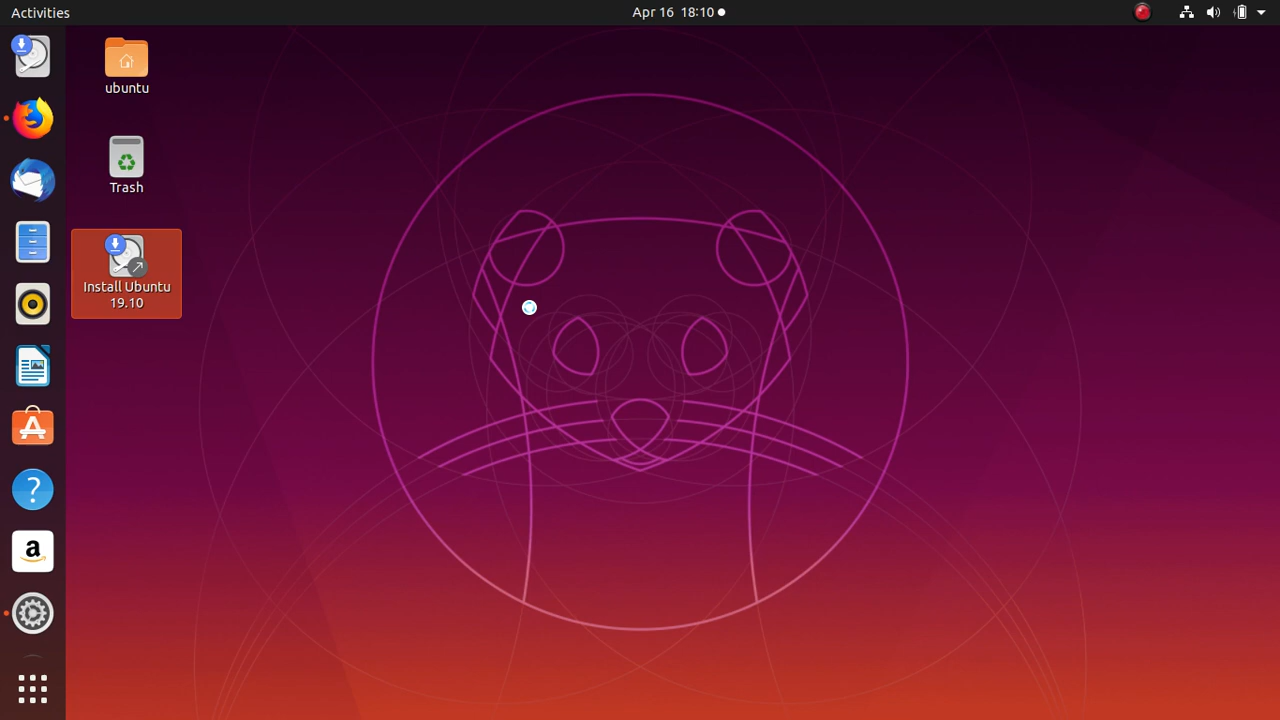 Activities
Apr 16 18:10
ubuntu
Trash
Install Ubuntu
19.10
?
a